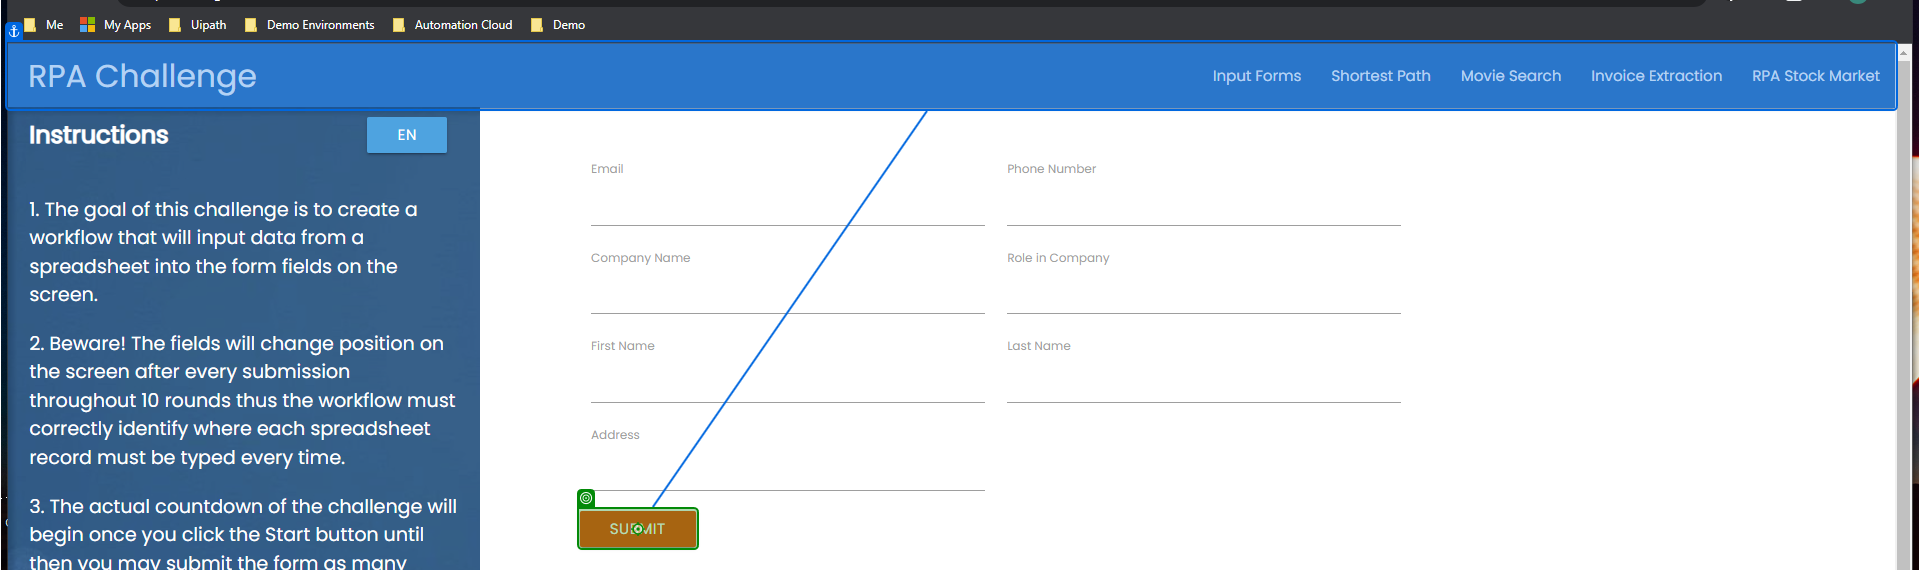 Me My Apps Uipath Demo Environments Automation Cloud Demo
RPA Challenge Input Forms Shortest Path Movie Search Invoice Extraction RPA Stock Market
Instructions EN
1. The goal of this challenge is to create a
workflow that will input data from a
spreadsheet into the form fields on the
screen.
2. Beware! The fields will change position on
the screen after every submission
throughout 10 rounds thus the workflow must
correctly identify where each spreadsheet
record must be typed every time.
3. The actual countdown of the challenge will
begin once you click the Start button until
then you may submit the form as many
Email Phone Number
Company Name Role in Company
First Name Last Name
Address
SUBMIT